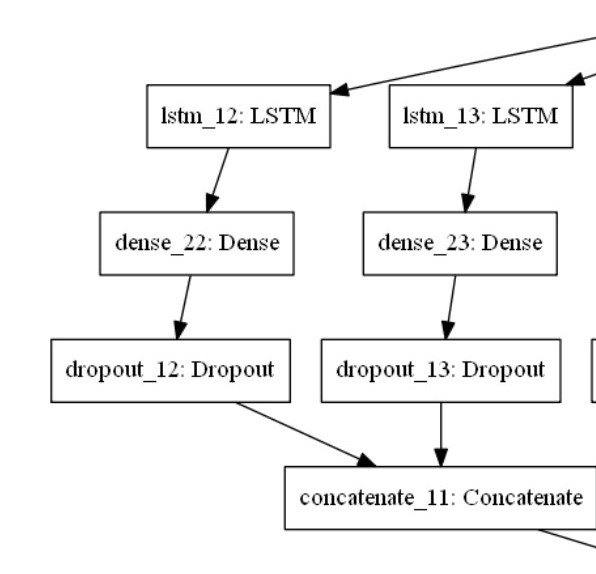 lstm_12: LSTM
lstm_13: LSTM
dense_22: Dense
dense_23: Dense
dropout_12: Dropout
dropout_13: Dropout
concatenate_11: Concatenate